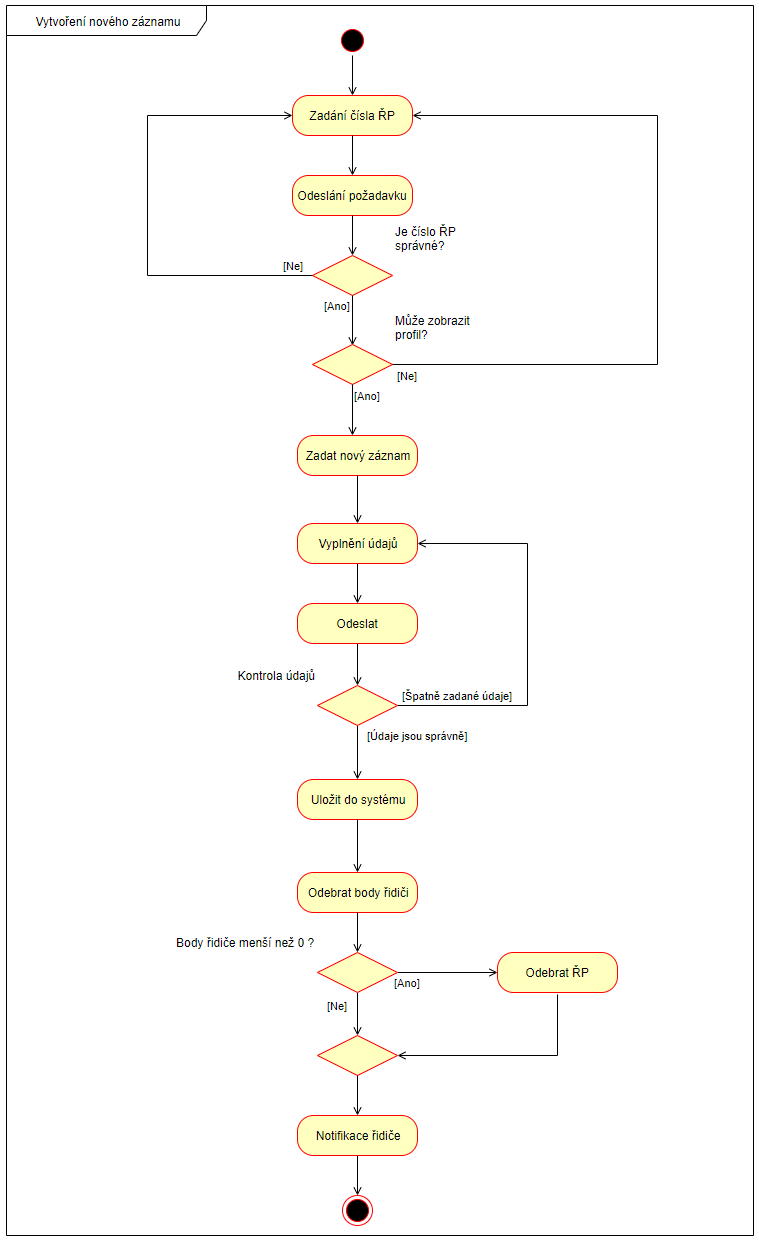 Vytvoření nového záznamu
Zadání čísla ŘP
Odeslání požadavku
Je číslo ŘP
správné?
[Ne]
[Ano]
Může zobrazit
profil?
[Ne]
[Ano]
Zadat nový záznam
Vyplnění údajů
Odeslat
Kontrola údajů
[Špatně zadané údaje]
[Údaje jsou správně]
Uložit do systému
Odebrat body řidiči
Body řidiče menší než 0 ?
[Ano]
Odebrat ŘP
[Ne]
Notifikace řidiče